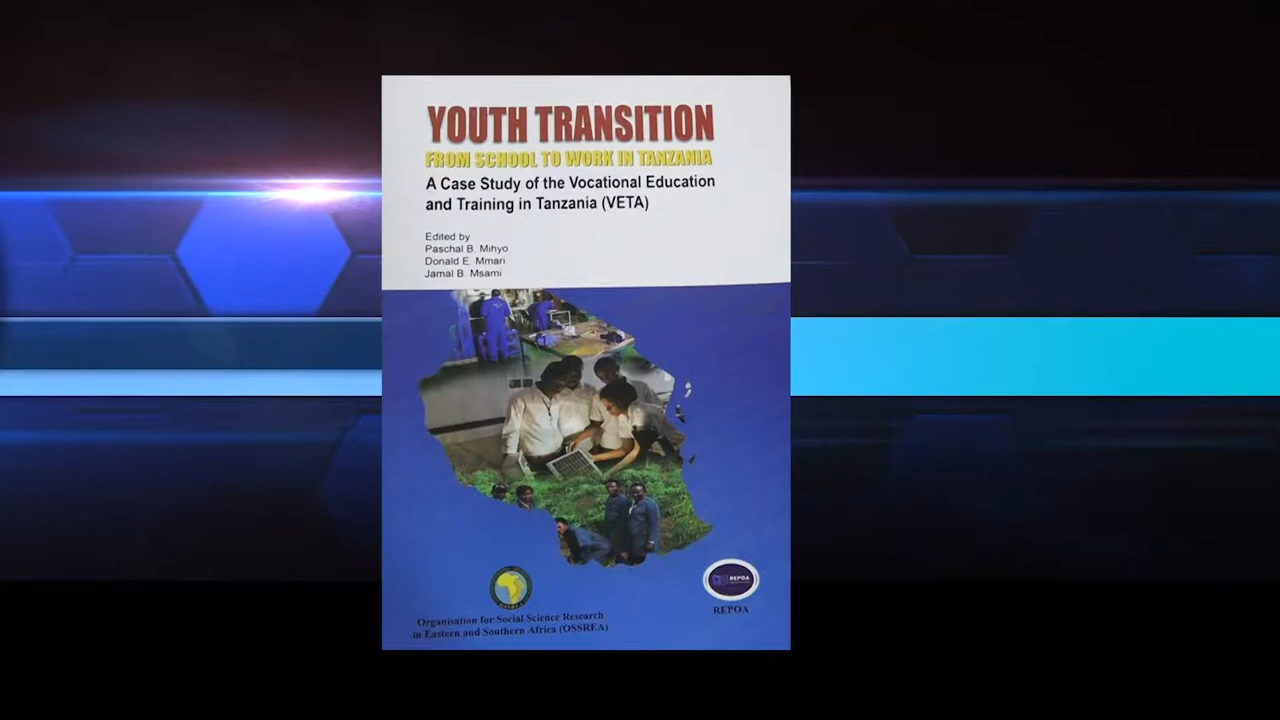 YOUTH TRANSITION
FROM SCHOOL TO WORK IN TANZANIA
A Case Study of the Vocational Education
and Training in Tanzania (VETA)
Edited by
Paschal B. Mihyo
Donald E. Mmari
Jamal B. Msami
REPOA
Organisation for Social Science Research
in Eastern and Southern Africa (OSSREA)
REPOA